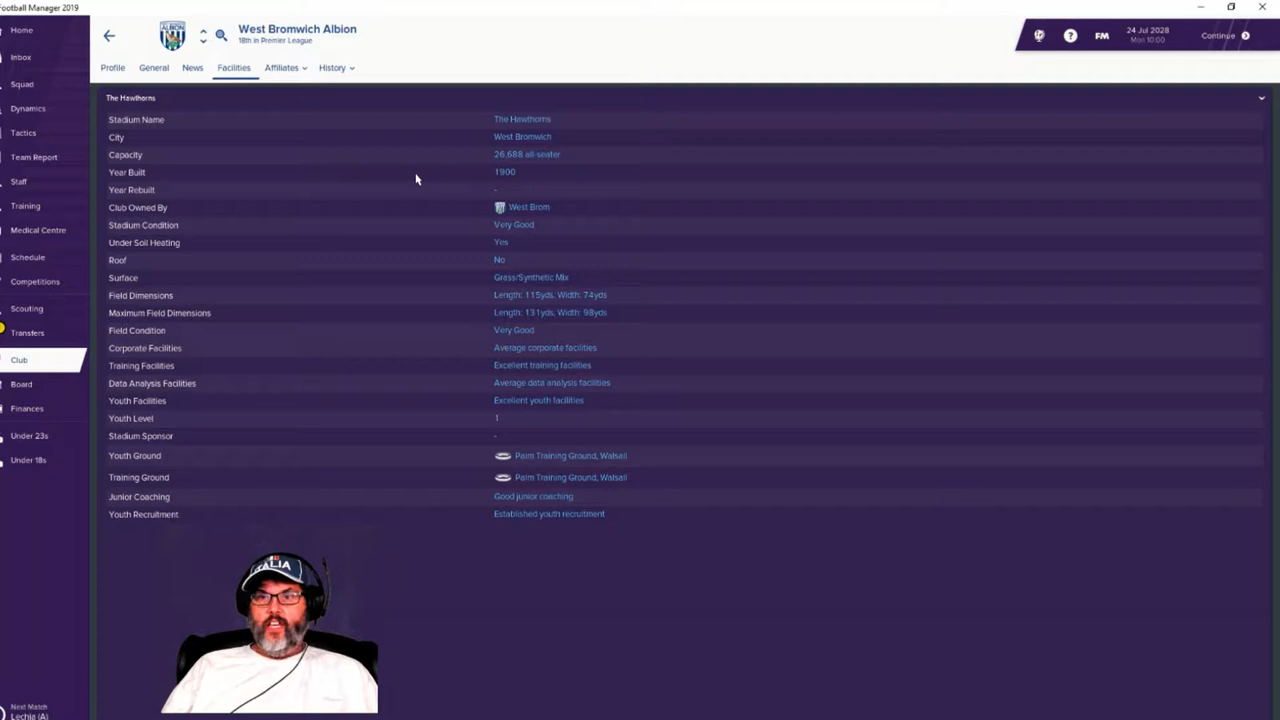 Football Manager 2019
Home
Inbox
Squad
Dynamics
Tactics
Team Report
Staff
Training
Medical Centre
Schedule
Competitions
Scouting
Transfers
Club
Board
Finances
Under 23s
Under 18s
Next Match
Lechia (A)
ALBION
West Bromwich Albion
18th in Premier League
FM
24 Jul 2028
Mon 10:00
Continue
Profile General News Facilities Affiliates History
The Hawthorns
Stadium Name The Hawthorns
City West Bromwich
Capacity 26,688 all-seater
Year Built 1900
Year Rebuilt -
Club Owned By West Brom
Stadium Condition Very Good
Under Soil Heating Yes
Roof No
Surface Grass/Synthetic Mix
Field Dimensions Length: 115yds, Width: 74yds
Maximum Field Dimensions Length: 131yds, Width: 98yds
Field Condition Very Good
Corporate Facilities Average corporate facilities
Training Facilities Excellent training facilities
Data Analysis Facilities Average data analysis facilities
Youth Facilities Excellent youth facilities
Youth Level 1
Stadium Sponsor -
Youth Ground Palm Training Ground, Walsall
Training Ground Palm Training Ground, Walsall
Junior Coaching Good junior coaching
Youth Recruitment Established youth recruitment
ITALIA